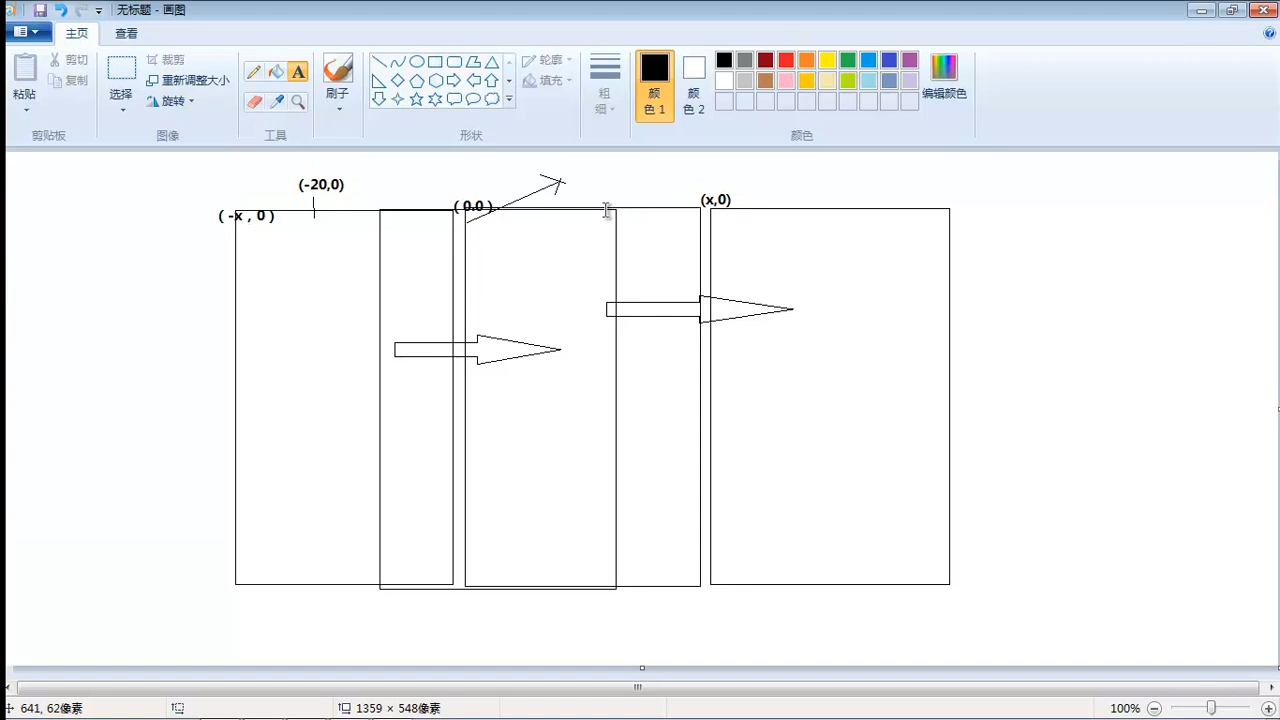 无标题 - 画图
主页 查看
粘贴
剪切
复制
剪贴板
选择
裁剪
重新调整大小
旋转
图像
A
工具
刷子
形状
轮廓
填充
粗
细
颜
色 1
颜
色 2
编辑颜色
颜色
(-20,0)
( -x , 0 )
( 0.0 )
(x,0)
641, 62像素
1359 × 548像素
100%